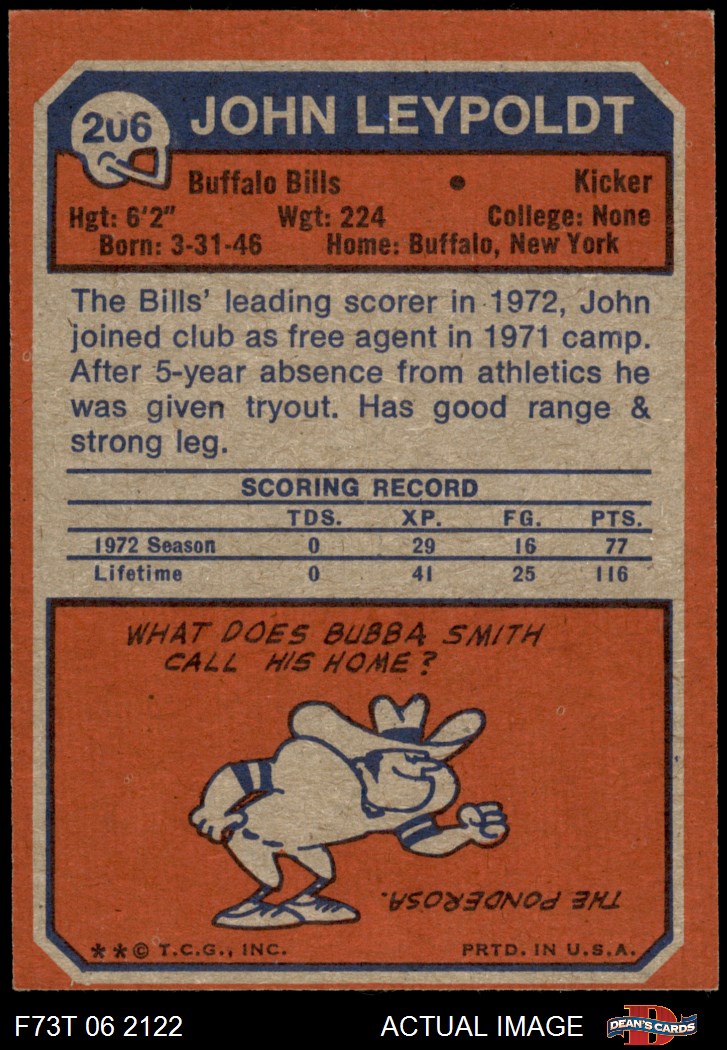 206
JOHN LEYPOLDT
Buffalo Bills • Kicker
Hgt: 6'2" Wgt: 224 College: None
Born: 3-31-46 Home: Buffalo, New York
The Bills' leading scorer in 1972, John
joined club as free agent in 1971 camp.
After 5-year absence from athletics he
was given tryout. Has good range &
strong leg.
SCORING RECORD
TDS. XP. FG. PTS.
1972 Season 0 29 16 77
Lifetime 0 41 25 116
WHAT DOES BUBBA SMITH
CALL HIS HOME?
THE PONDEROSA.
**© T.C.G., INC. PRTD. IN U.S.A.
F73T 06 2122 ACTUAL IMAGE DEAN'S CARDS